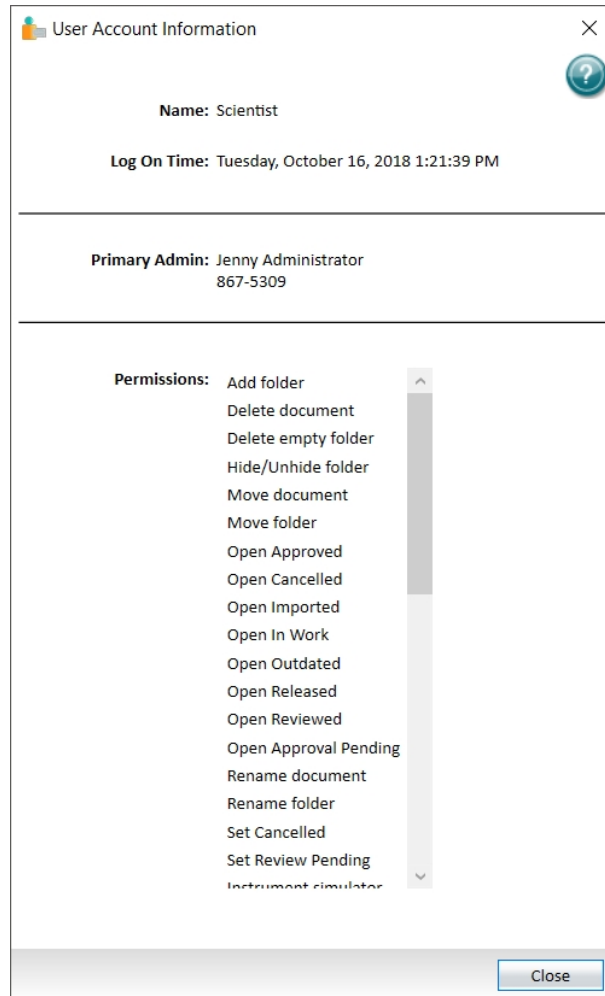 User Account Information
?
Name: Scientist
Log On Time: Tuesday, October 16, 2018 1:21:39 PM
Primary Admin: Jenny Administrator
867-5309
Permissions: Add folder
Delete document
Delete empty folder
Hide/Unhide folder
Move document
Move folder
Open Approved
Open Cancelled
Open Imported
Open In Work
Open Outdated
Open Released
Open Reviewed
Open Approval Pending
Rename document
Rename folder
Set Cancelled
Set Review Pending
Instrument simulator
Close